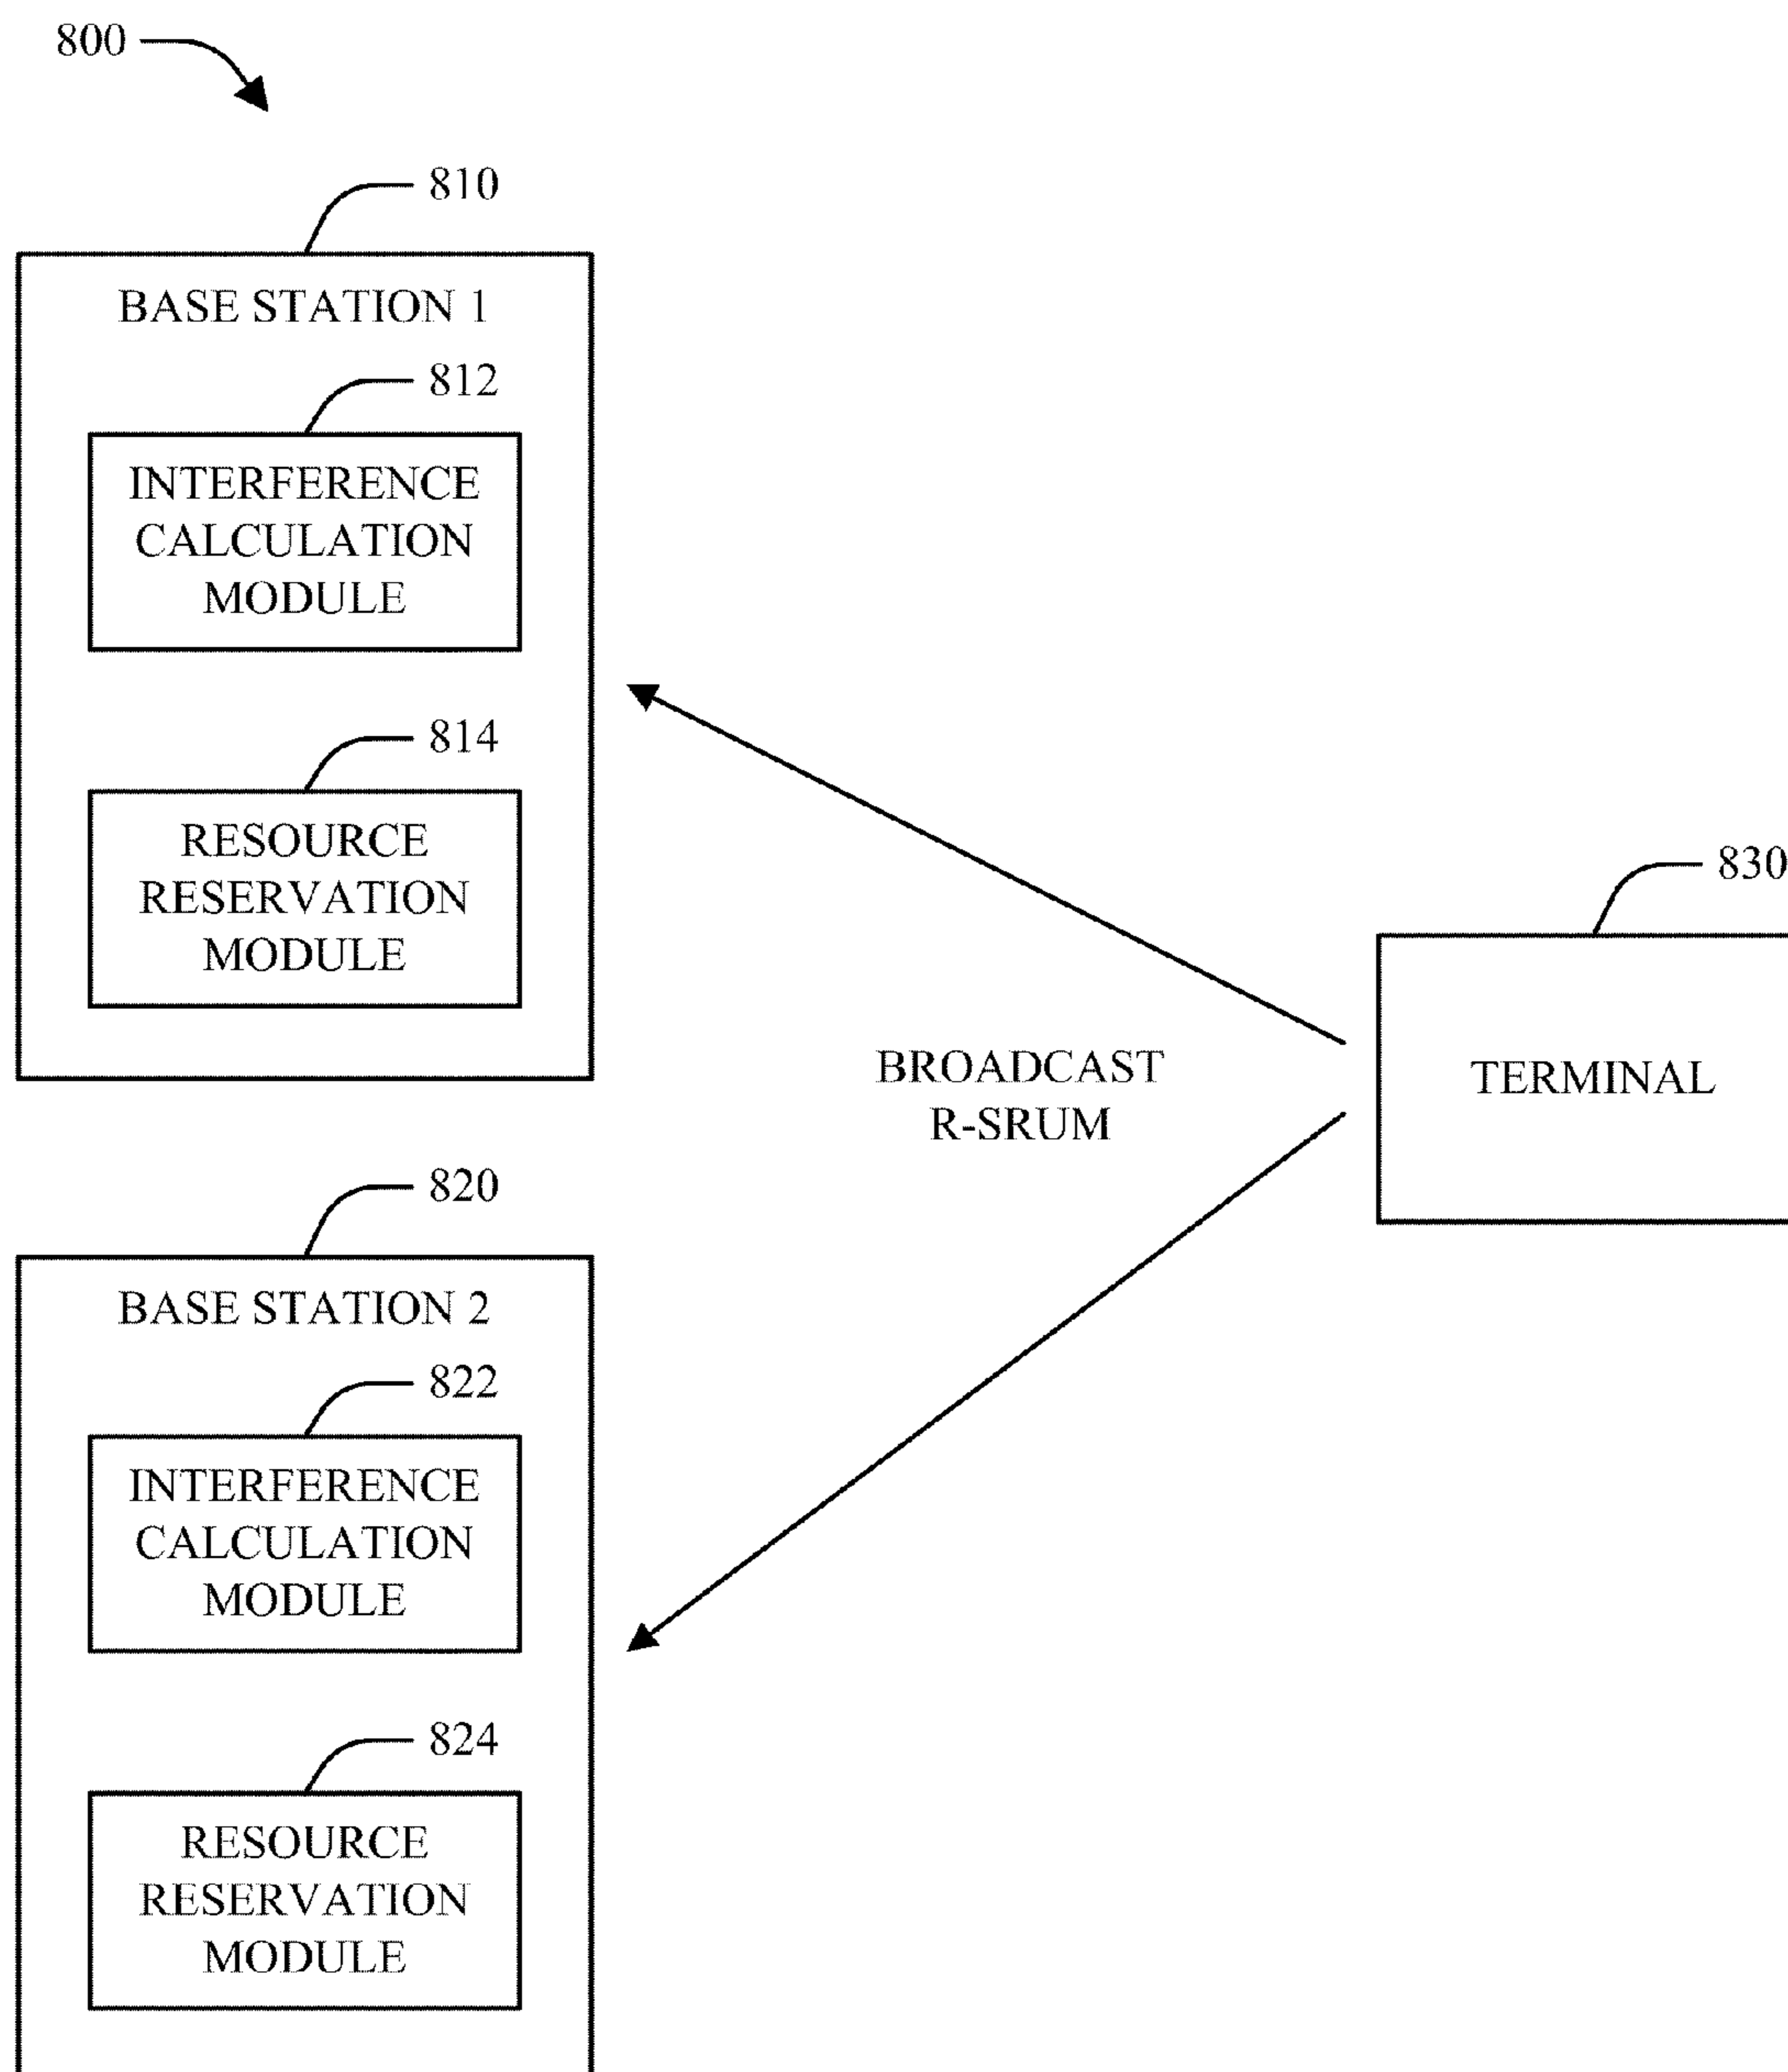 800
810
BASE STATION 1
812
INTERFERENCE
CALCULATION
MODULE
814
RESOURCE
RESERVATION
MODULE
830
TERMINAL
BROADCAST
R-SRUM
820
BASE STATION 2
822
INTERFERENCE
CALCULATION
MODULE
824
RESOURCE
RESERVATION
MODULE